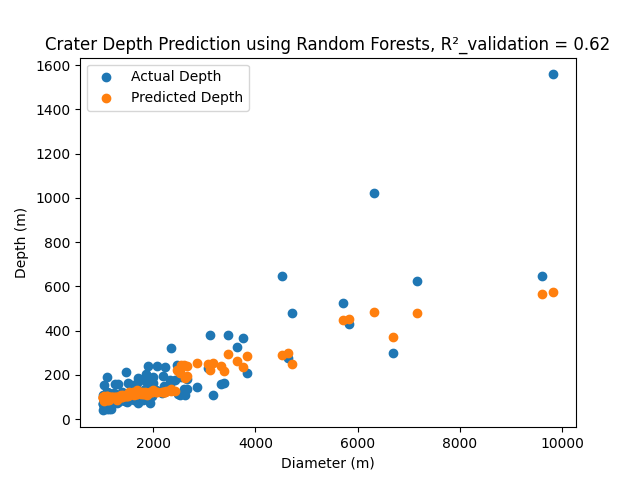 Crater Depth Prediction using Random Forests, R²_validation = 0.62
Actual Depth
Predicted Depth
1600
1400
1200
1000
800
600
400
200
0
Depth (m)
2000 4000 6000 8000 10000
Diameter (m)